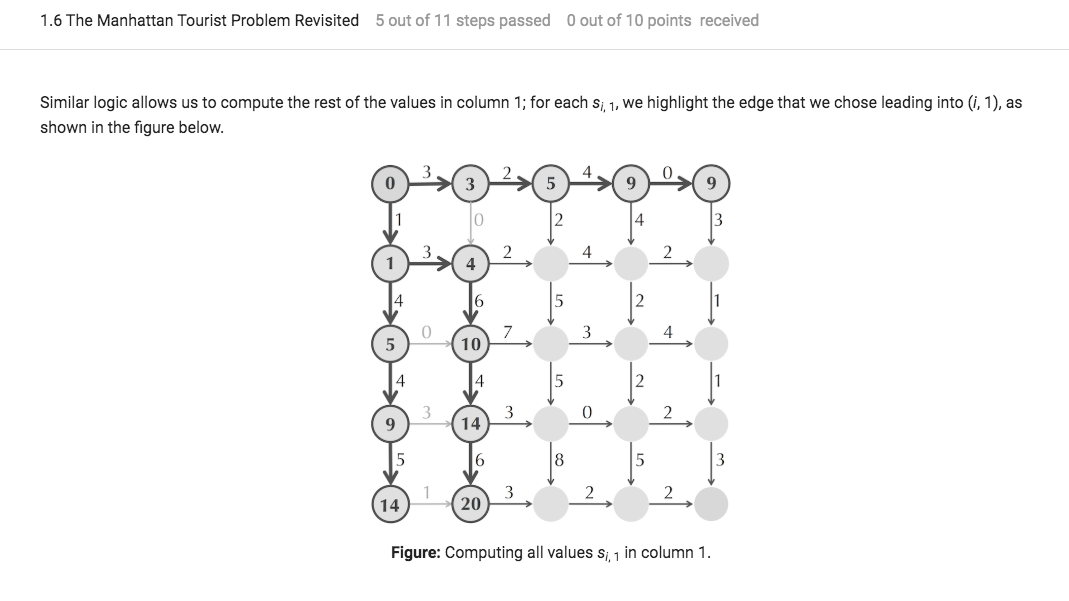 1.6 The Manhattan Tourist Problem Revisited 5 out of 11 steps passed 0 out of 10 points received
Similar logic allows us to compute the rest of the values in column 1; for each si, 1, we highlight the edge that we chose leading into (i, 1), as
shown in the figure below.
3 2 4 0
0 3 5 9 9
1 0 2 4 3
3 2 4 2
1 4
4 6 5 2 1
0 7 3 4
5 10
4 4 5 2 1
3 3 0 2
9 14
5 6 8 5 3
1 3 2 2
14 20
Figure: Computing all values si, 1 in column 1.